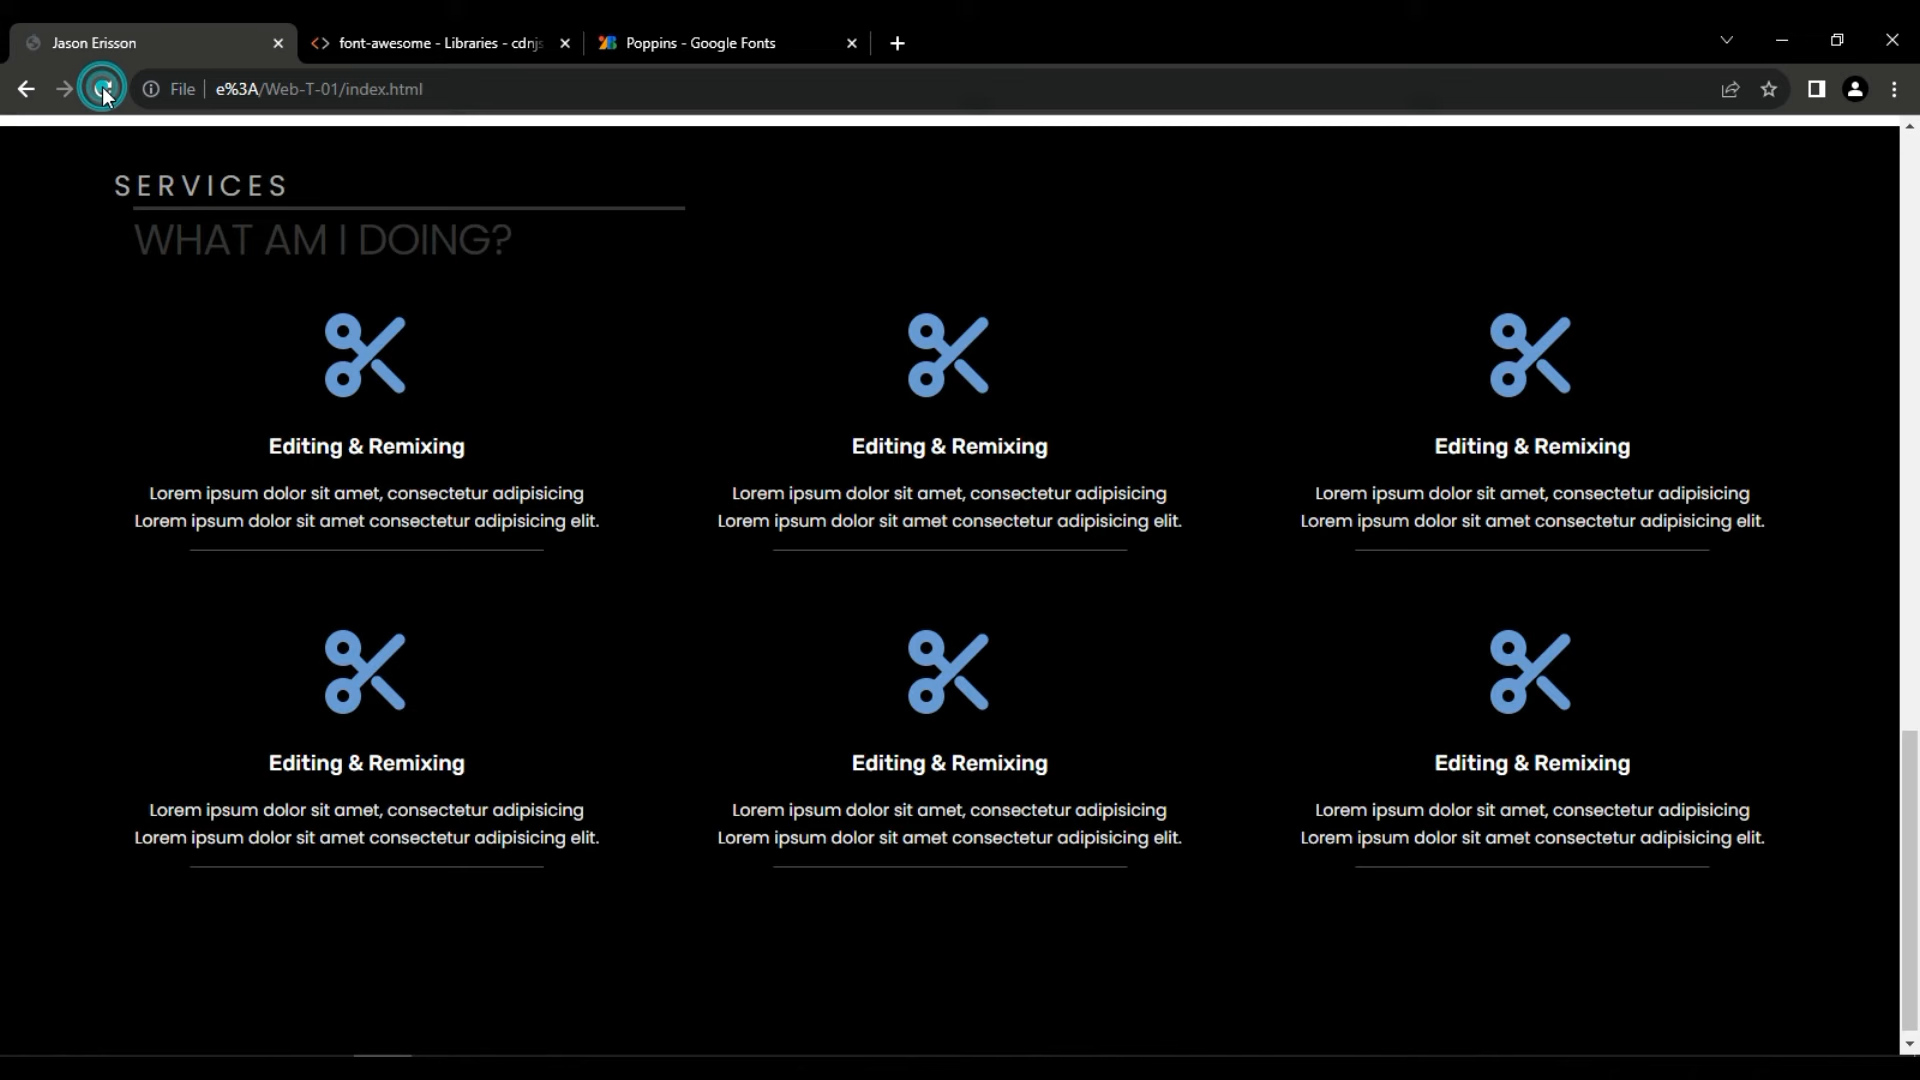 Jason Erisson
font-awesome - Libraries - cdnjs
Poppins - Google Fonts
File
e%3A/Web-T-01/index.html
SERVICES
WHAT AM I DOING?
Editing & Remixing
Editing & Remixing
Editing & Remixing
Lorem ipsum dolor sit amet, consectetur adipisicing
Lorem ipsum dolor sit amet consectetur adipisicing elit.
Lorem ipsum dolor sit amet, consectetur adipisicing
Lorem ipsum dolor sit amet consectetur adipisicing elit.
Lorem ipsum dolor sit amet, consectetur adipisicing
Lorem ipsum dolor sit amet consectetur adipisicing elit.
Editing & Remixing
Editing & Remixing
Editing & Remixing
Lorem ipsum dolor sit amet, consectetur adipisicing
Lorem ipsum dolor sit amet consectetur adipisicing elit.
Lorem ipsum dolor sit amet, consectetur adipisicing
Lorem ipsum dolor sit amet consectetur adipisicing elit.
Lorem ipsum dolor sit amet, consectetur adipisicing
Lorem ipsum dolor sit amet consectetur adipisicing elit.